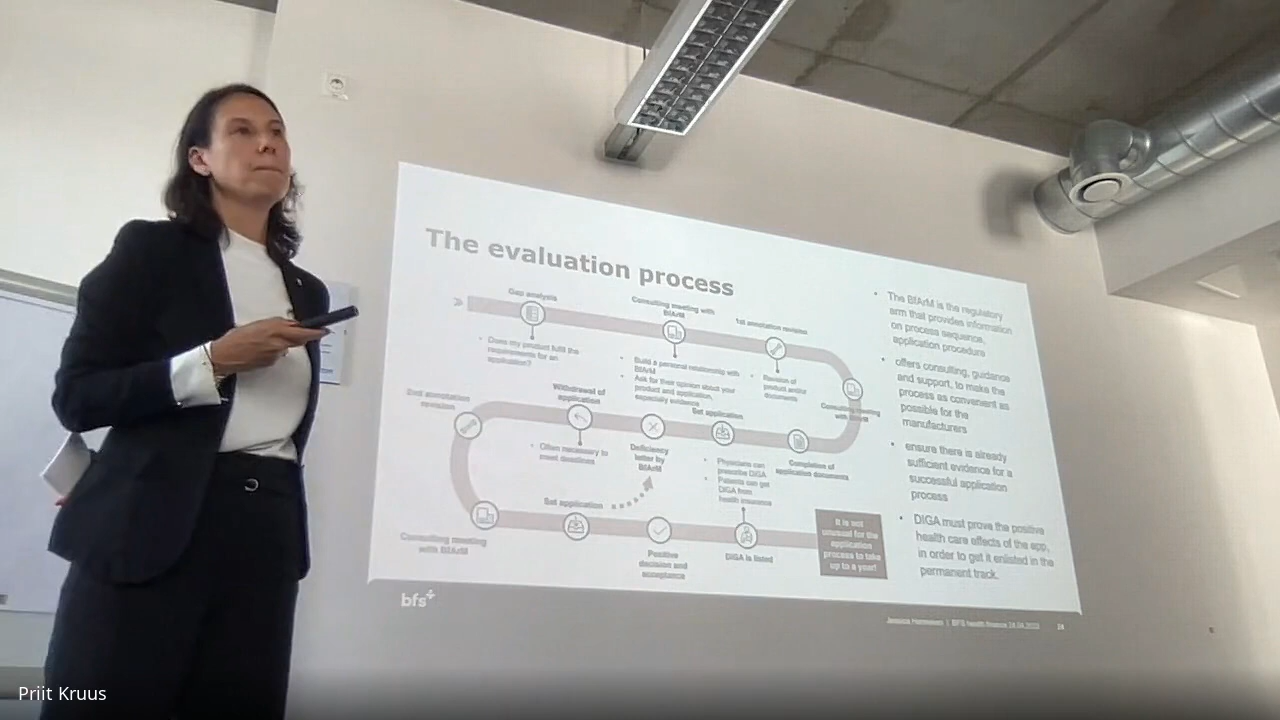 The evaluation process
Gap analysis
Does my product fulfil the
requirements for an
application?
Consulting meeting with
BfArM
Build a personal relationship with
BfArM
Ask for their opinion about your
product and application,
especially evidence
1st annotation revision
Revision of
product and/or
documents
Consulting meeting
with BfArM
Completion of
application documents
Set application
Physicians can
prescribe DIGA
Patients can get
DIGA from
health insurance
Deficiency
letter by
BfArM
Withdrawal of
application
Often necessary to
meet deadlines
annotation
revision
Consulting meeting
with BfArM
Set application
Positive
decision and
acceptance
DIGA is listed
It is not
unusual for the
application
process to take
up to a year!
The BfArM is the regulatory
arm that provides information
on process sequence,
application procedure
offers consulting, guidance
and support, to make the
process as convenient as
possible for the
manufacturers
ensure there is already
sufficient evidence for a
successful application
process
DIGA must prove the positive
health care effects of the app,
in order to get it enlisted in the
permanent track.
bfs+
BFS health finance
Priit Kruus